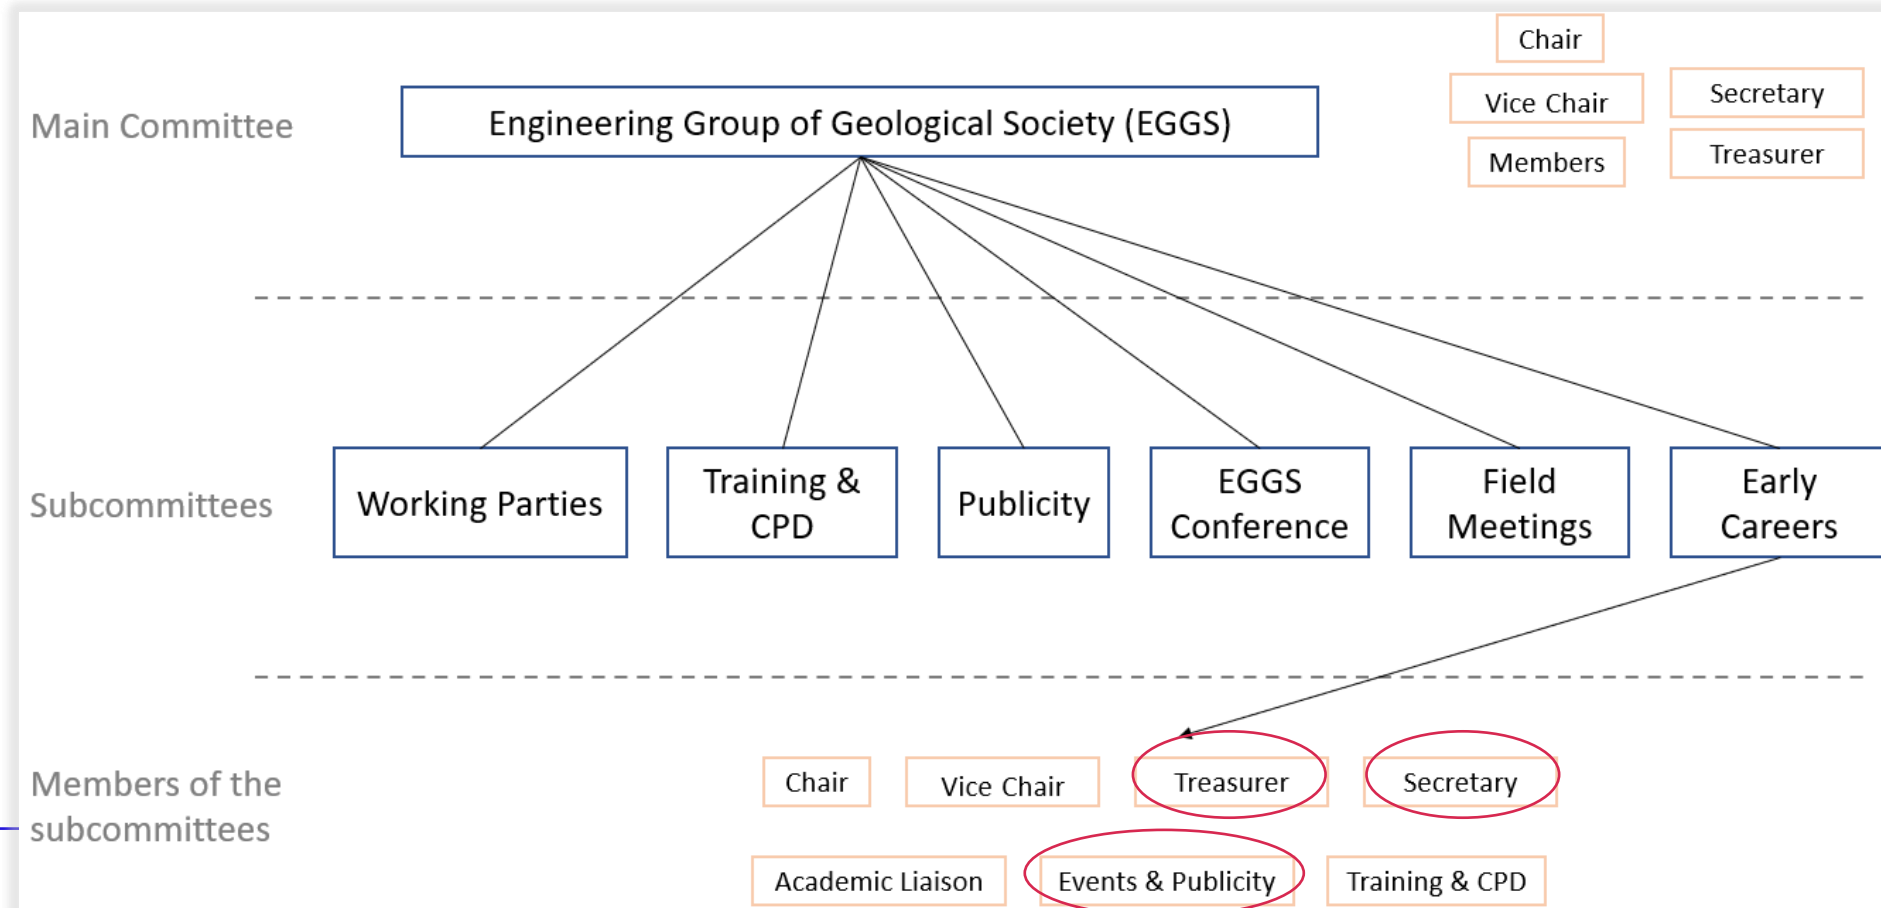 Chair
Main Committee
Engineering Group of Geological Society (EGGS)
Vice Chair
Secretary
Members
Treasurer
Subcommittees
Working Parties
Training &
CPD
Publicity
EGGS
Conference
Field
Meetings
Early
Careers
Members of the
subcommittees
Chair
Vice Chair
Treasurer
Secretary
Academic Liaison
Events & Publicity
Training & CPD